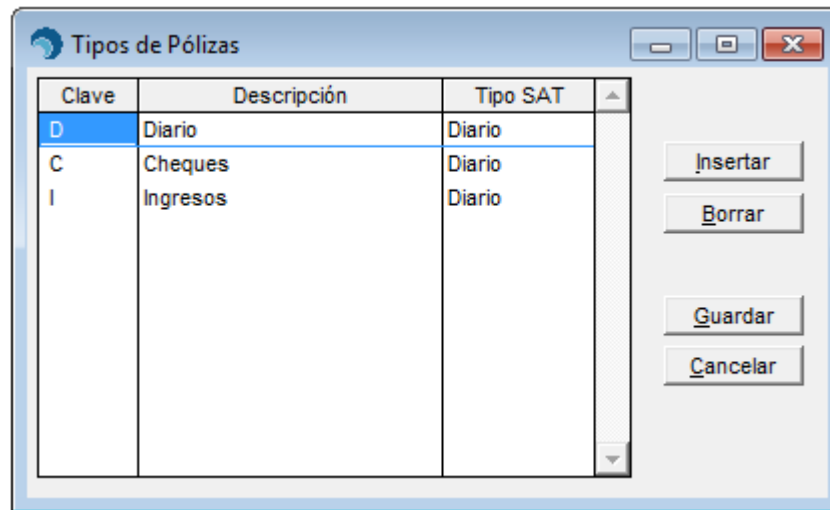 Tipos de Pólizas
Clave Descripción Tipo SAT
D Diario Diario
C Cheques Diario
I Ingresos Diario
Insertar
Borrar
Guardar
Cancelar